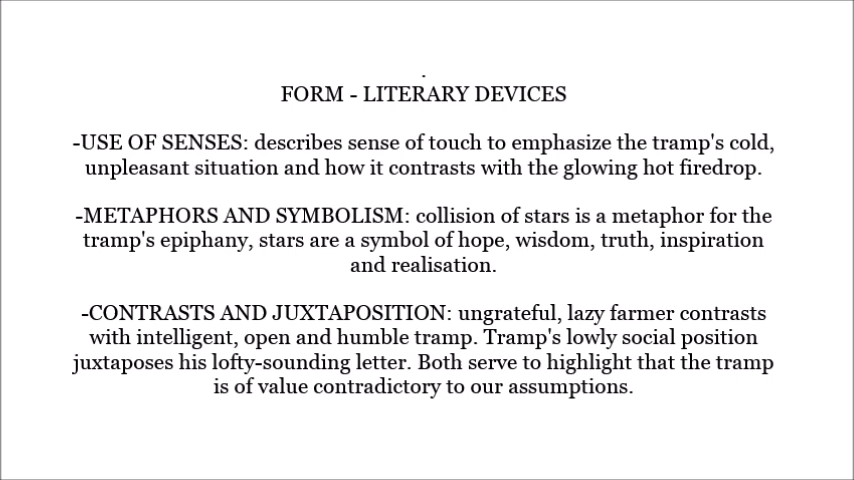 FORM - LITERARY DEVICES
-USE OF SENSES: describes sense of touch to emphasize the tramp's cold,
unpleasant situation and how it contrasts with the glowing hot firedrop.
-METAPHORS AND SYMBOLISM: collision of stars is a metaphor for the
tramp's epiphany, stars are a symbol of hope, wisdom, truth, inspiration
and realisation.
-CONTRASTS AND JUXTAPOSITION: ungrateful, lazy farmer contrasts
with intelligent, open and humble tramp. Tramp's lowly social position
juxtaposes his lofty-sounding letter. Both serve to highlight that the tramp
is of value contradictory to our assumptions.